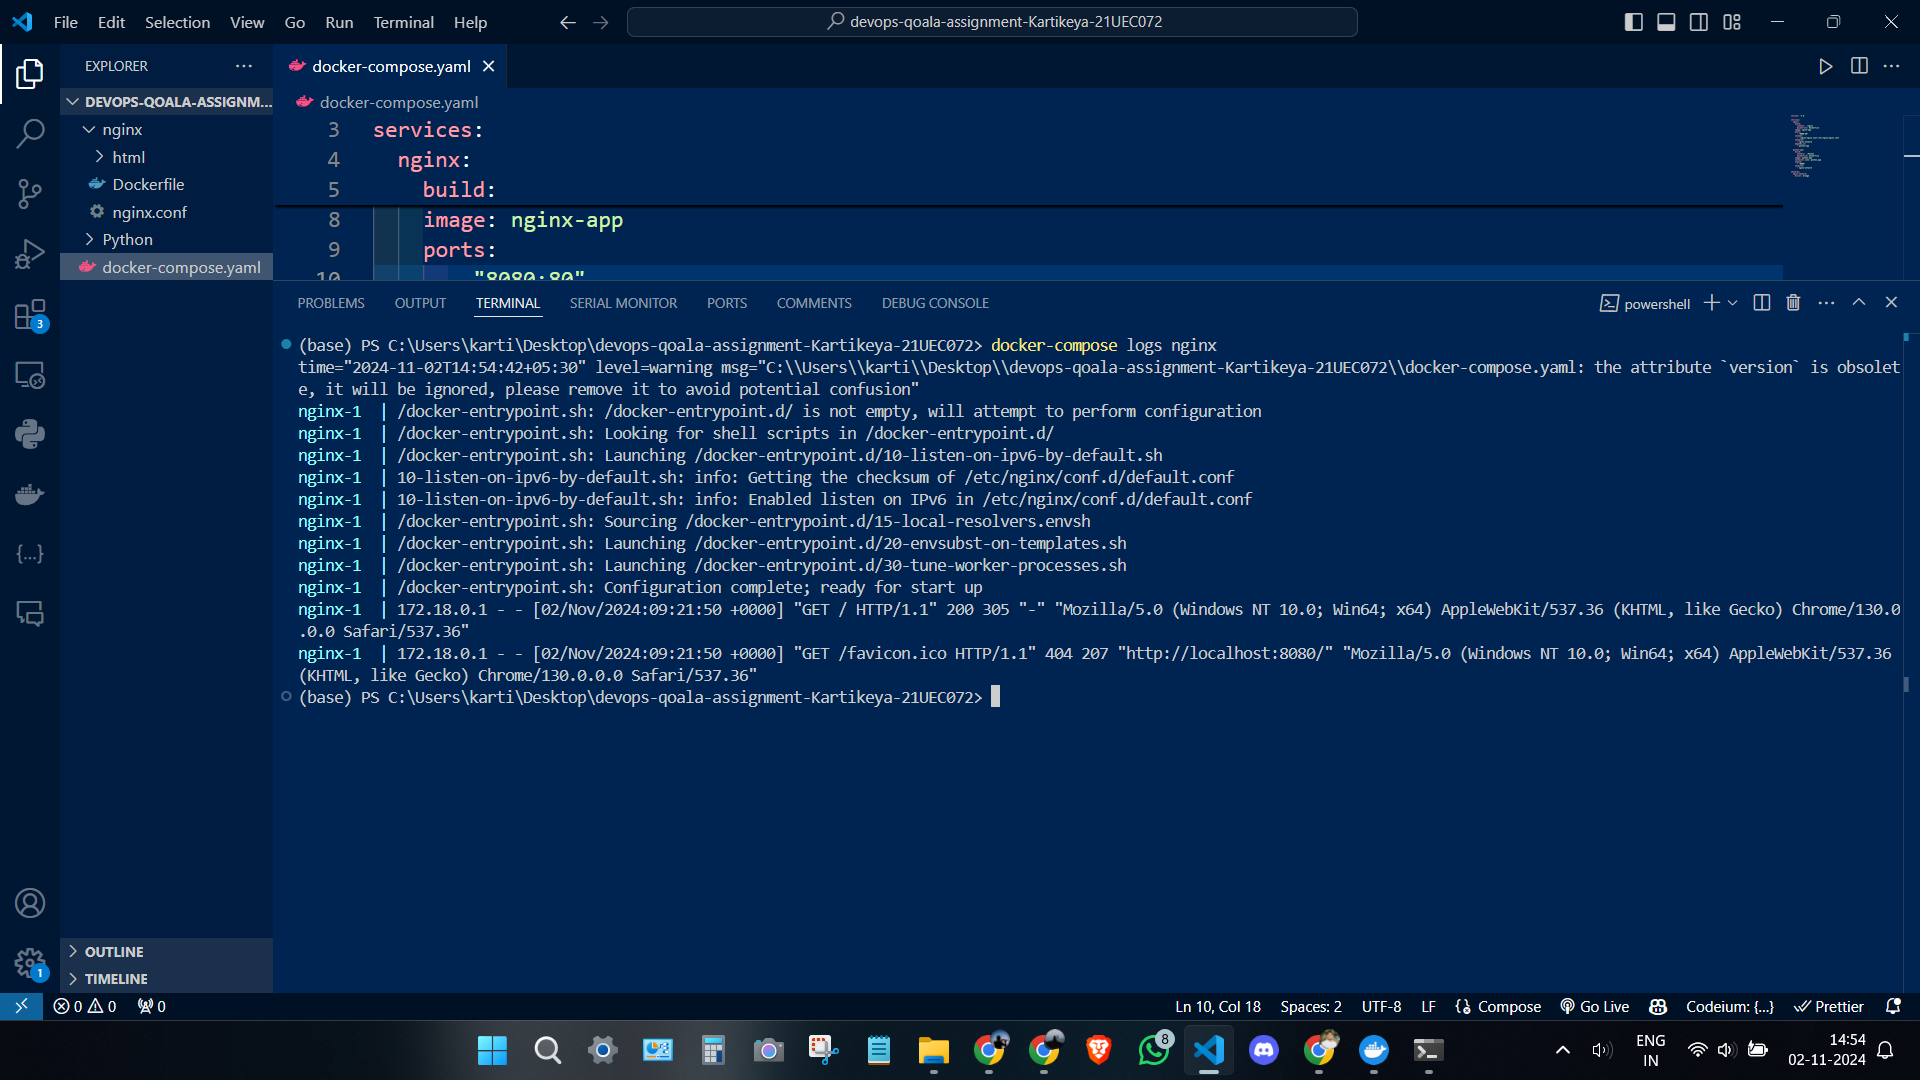 File Edit Selection View Go Run Terminal Help
devops-qoala-assignment-Kartikeya-21UEC072
EXPLORER
DEVOPS-QOALA-ASSIGNM...
nginx
html
Dockerfile
nginx.conf
Python
docker-compose.yaml
OUTLINE
TIMELINE
3
1
docker-compose.yaml
docker-compose.yaml
3 services:
4 nginx:
5 build:
8 image: nginx-app
9 ports:
10 "8080:80"
PROBLEMS OUTPUT TERMINAL SERIAL MONITOR PORTS COMMENTS DEBUG CONSOLE
powershell
(base) PS C:\Users\karti\Desktop\devops-qoala-assignment-Kartikeya-21UEC072> docker-compose logs nginx
time="2024-11-02T14:54:42+05:30" level=warning msg="C:\\Users\\karti\\Desktop\\devops-qoala-assignment-Kartikeya-21UEC072\\docker-compose.yaml: the attribute `version` is obsolet
e, it will be ignored, please remove it to avoid potential confusion"
nginx-1 | /docker-entrypoint.sh: /docker-entrypoint.d/ is not empty, will attempt to perform configuration
nginx-1 | /docker-entrypoint.sh: Looking for shell scripts in /docker-entrypoint.d/
nginx-1 | /docker-entrypoint.sh: Launching /docker-entrypoint.d/10-listen-on-ipv6-by-default.sh
nginx-1 | 10-listen-on-ipv6-by-default.sh: info: Getting the checksum of /etc/nginx/conf.d/default.conf
nginx-1 | 10-listen-on-ipv6-by-default.sh: info: Enabled listen on IPv6 in /etc/nginx/conf.d/default.conf
nginx-1 | /docker-entrypoint.sh: Sourcing /docker-entrypoint.d/15-local-resolvers.envsh
nginx-1 | /docker-entrypoint.sh: Launching /docker-entrypoint.d/20-envsubst-on-templates.sh
nginx-1 | /docker-entrypoint.sh: Launching /docker-entrypoint.d/30-tune-worker-processes.sh
nginx-1 | /docker-entrypoint.sh: Configuration complete; ready for start up
nginx-1 | 172.18.0.1 - - [02/Nov/2024:09:21:50 +0000] "GET / HTTP/1.1" 200 305 "-" "Mozilla/5.0 (Windows NT 10.0; Win64; x64) AppleWebKit/537.36 (KHTML, like Gecko) Chrome/130.0
.0.0 Safari/537.36"
nginx-1 | 172.18.0.1 - - [02/Nov/2024:09:21:50 +0000] "GET /favicon.ico HTTP/1.1" 404 207 "http://localhost:8080/" "Mozilla/5.0 (Windows NT 10.0; Win64; x64) AppleWebKit/537.36
(KHTML, like Gecko) Chrome/130.0.0.0 Safari/537.36"
(base) PS C:\Users\karti\Desktop\devops-qoala-assignment-Kartikeya-21UEC072>
0 0 0
Ln 10, Col 18 Spaces: 2 UTF-8 LF {} Compose Go Live Codeium: {...} Prettier
8
ENG
IN
14:54
02-11-2024